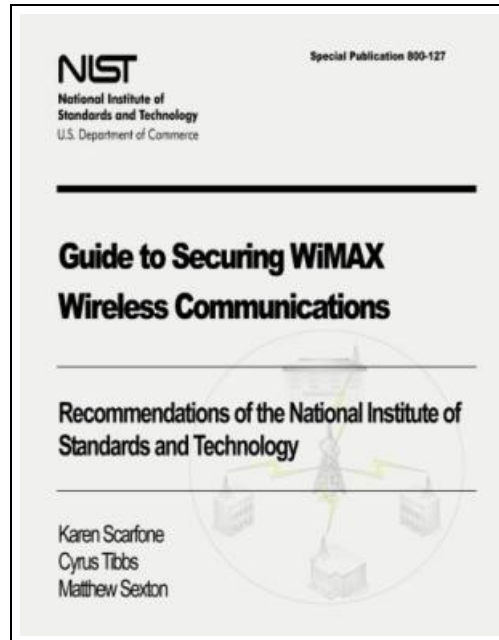 NIST
Special Publication 800-127
National Institute of
Standards and Technology
U.S. Department of Commerce
Guide to Securing WiMAX
Wireless Communications
Recommendations of the National Institute of
Standards and Technology
Karen Scarfone
Cyrus Tibbs
Matthew Sexton